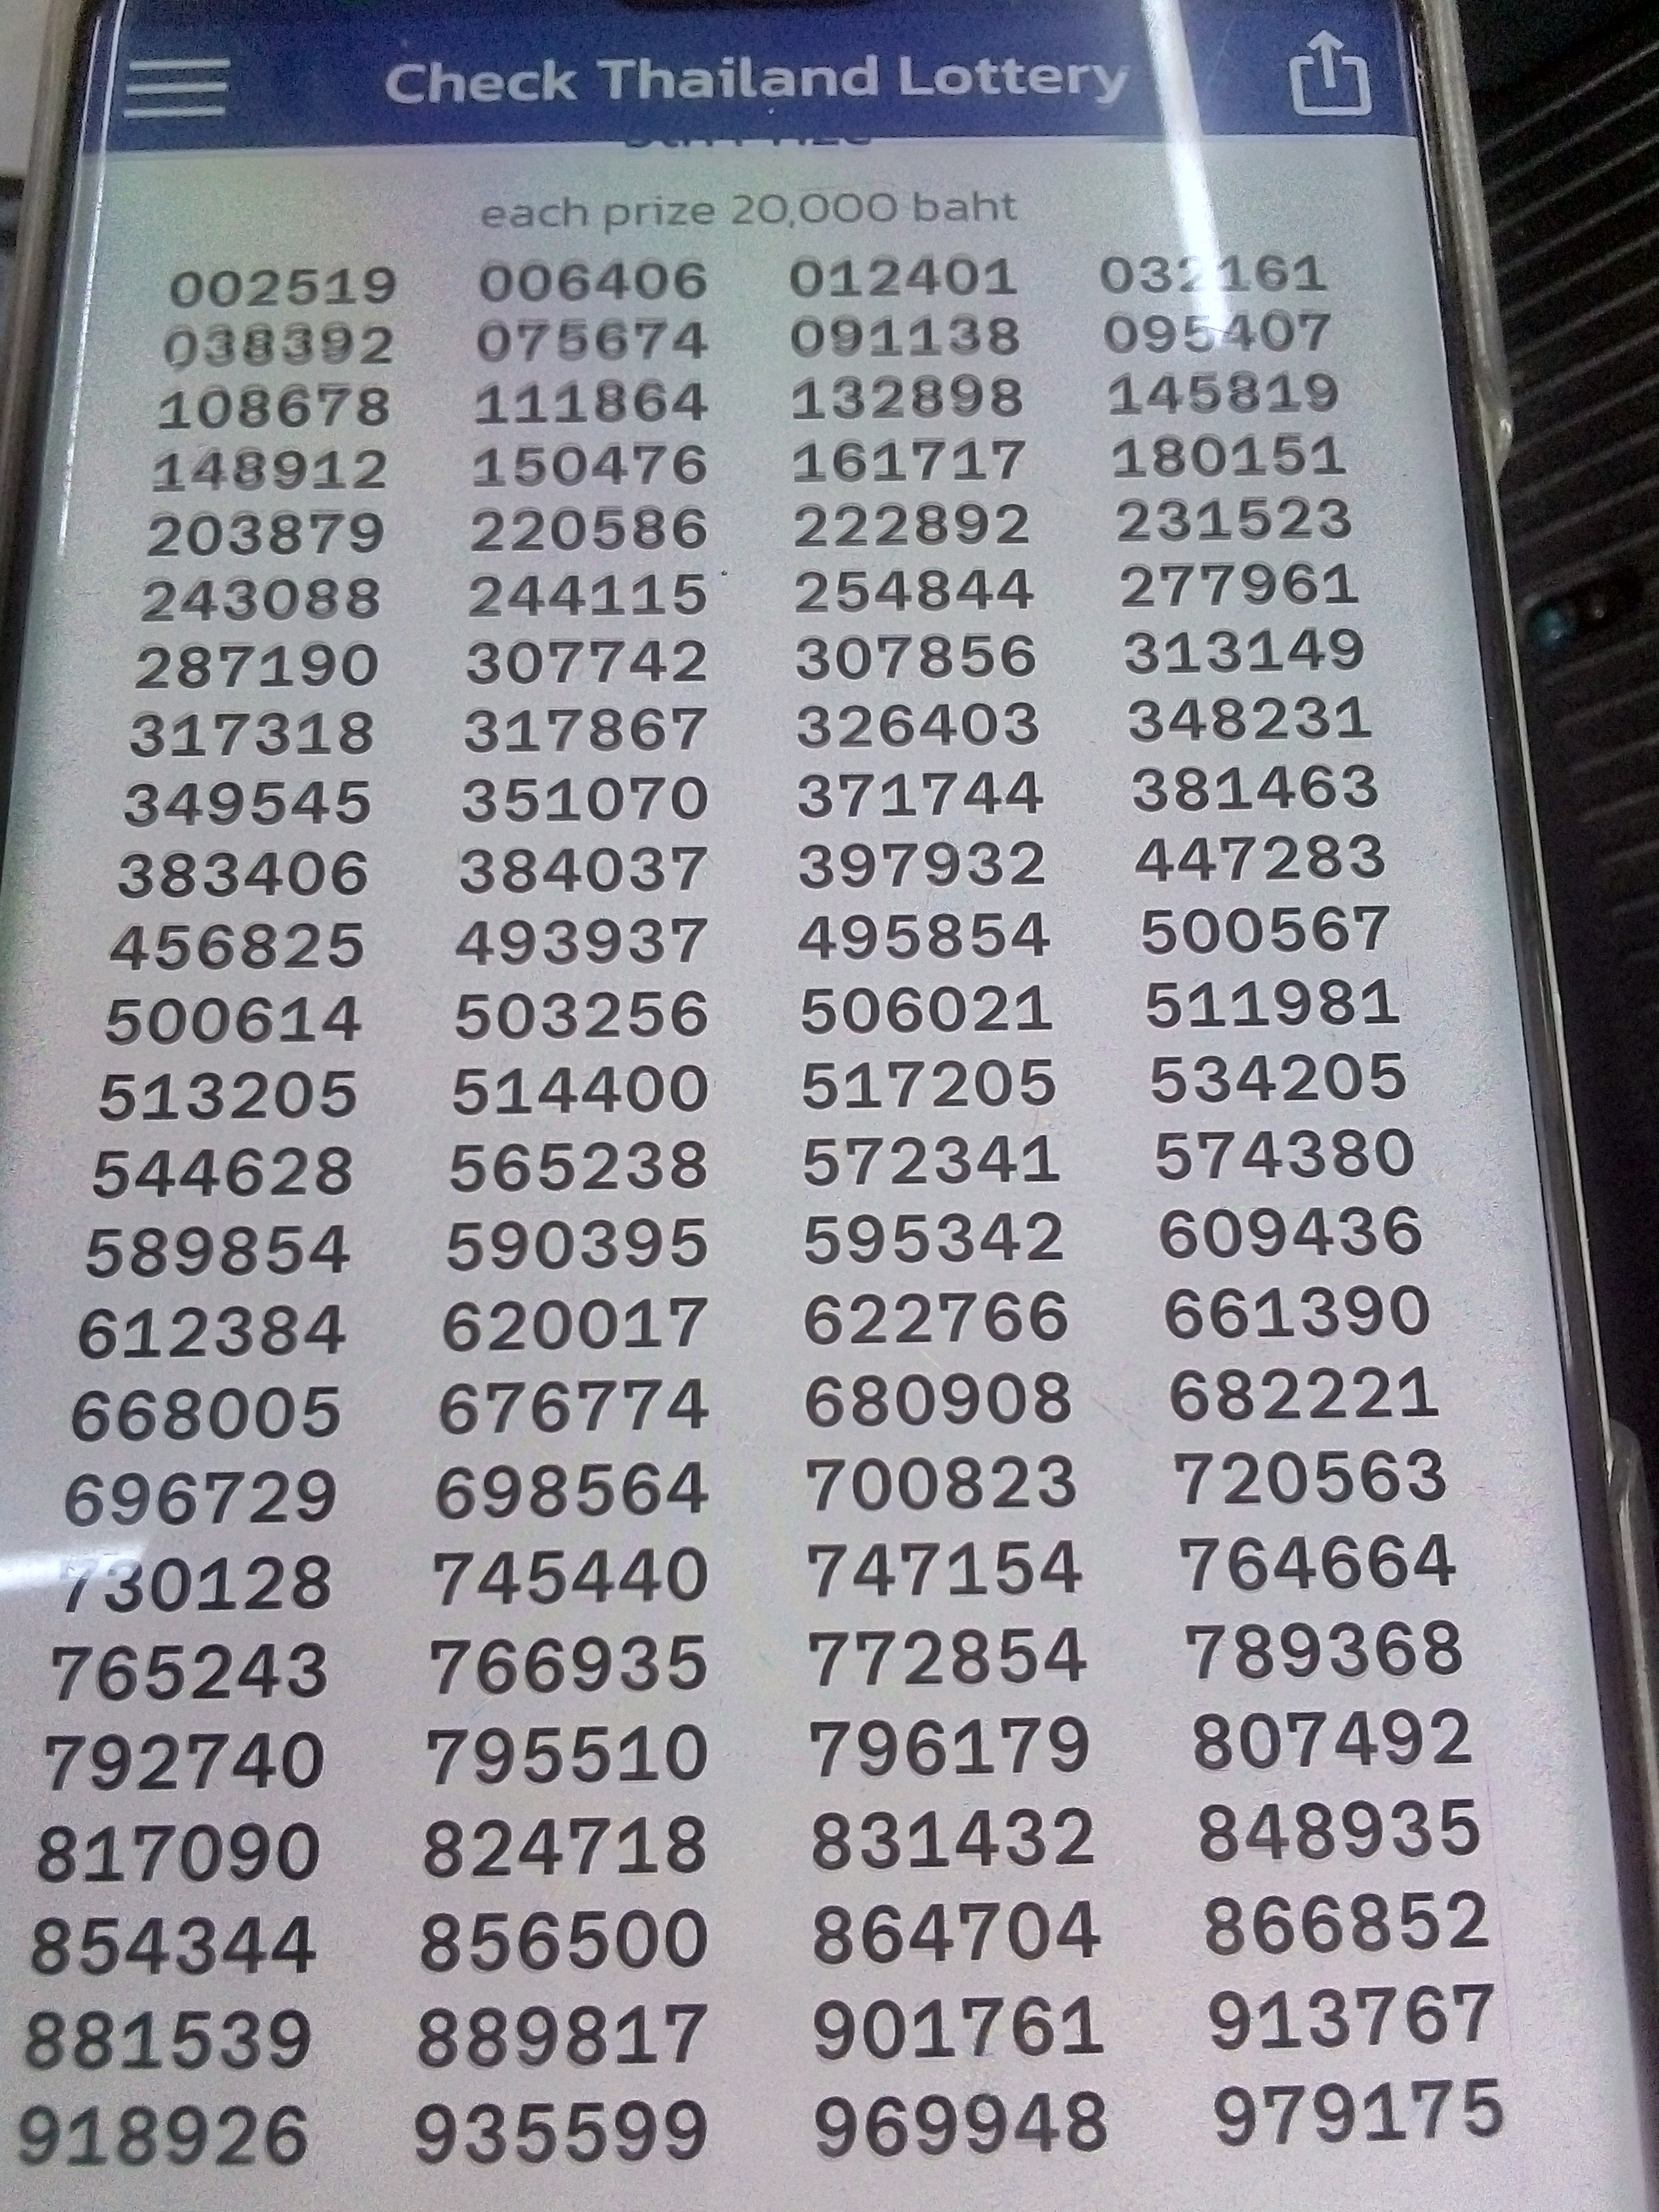 Check Thailand Lottery
each prize 20,000 baht
002519 006406 012401 032161
038392 075674 091138 095407
108678 111864 132898 145819
148912 150476 161717 180151
203879 220586 222892 231523
243088 244115 254844 277961
287190 307742 307856 313149
317318 317867 326403 348231
349545 351070 371744 381463
383406 384037 397932 447283
456825 493937 495854 500567
500614 503256 506021 511981
513205 514400 517205 534205
544628 565238 572341 574380
589854 590395 595342 609436
612384 620017 622766 661390
668005 676774 680908 682221
696729 698564 700823 720563
730128 745440 747154 764664
765243 766935 772854 789368
792740 795510 796179 807492
817090 824718 831432 848935
854344 856500 864704 866852
881539 889817 901761 913767
918926 935599 969948 979175